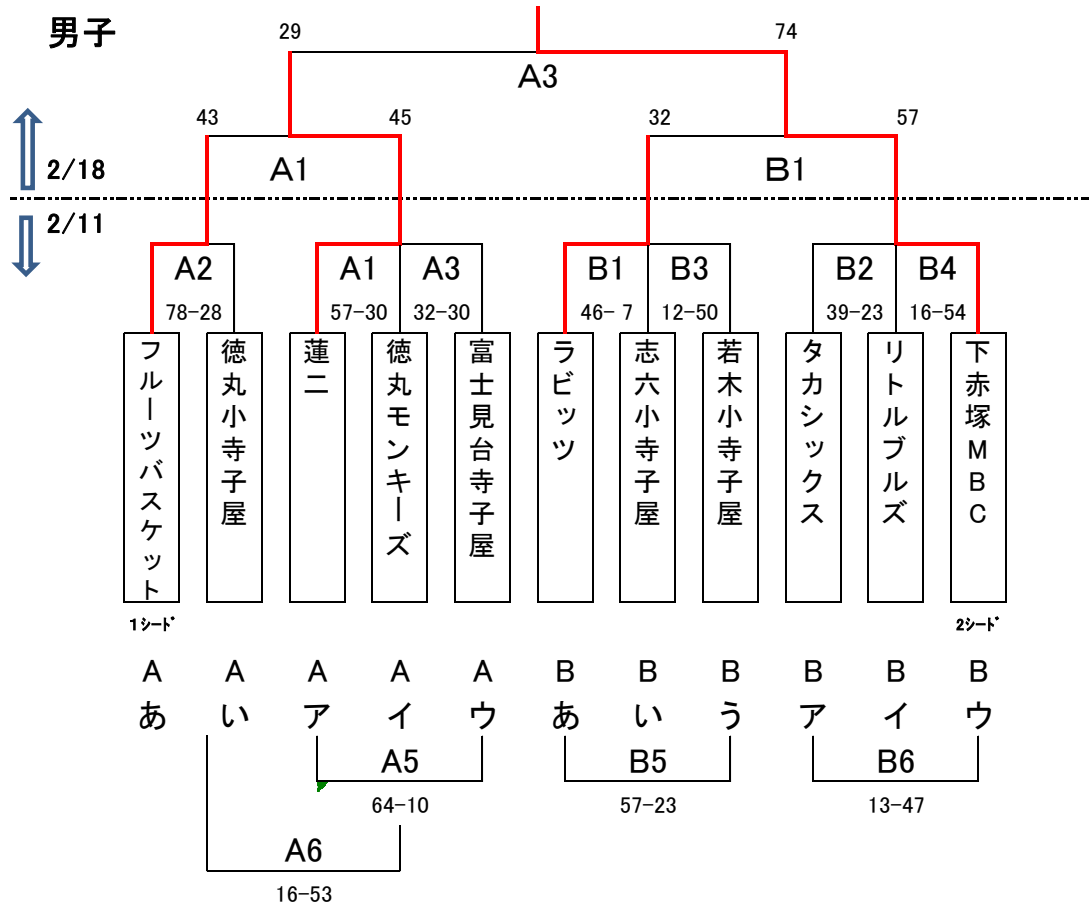 男子
29 74
A3
43 45 32 57
A1 B1
2/18
2/11
A2 A1 A3 B1 B3 B2 B4
78-28 57-30 32-30 46- 7 12-50 39-23 16-54
フルーツバスケット
徳丸小寺子屋
蓮二
徳丸モンキーズ
富士見台寺子屋
ラビッツ
志六小寺子屋
若木小寺子屋
タカシックス
リトルブルズ
下赤塚MBC
1シード 2シード
A A A A A B B B B B B
あ い ア イ ウ あ い う ア イ ウ
A5 B5 B6
64-10 57-23 13-47
A6
16-53